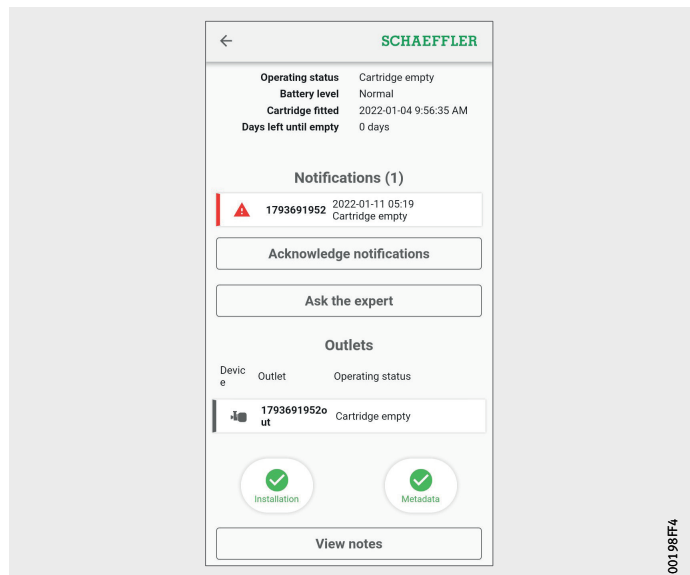 SCHAEFFLER
Operating status Cartridge empty
Battery level Normal
Cartridge fitted 2022-01-04 9:56:35 AM
Days left until empty 0 days
Notifications (1)
1793691952 2022-01-11 05:19
Cartridge empty
Acknowledge notifications
Ask the expert
Outlets
Devic
e Outlet Operating status
1793691952o
ut Cartridge empty
Installation Metadata
View notes
00198FF4